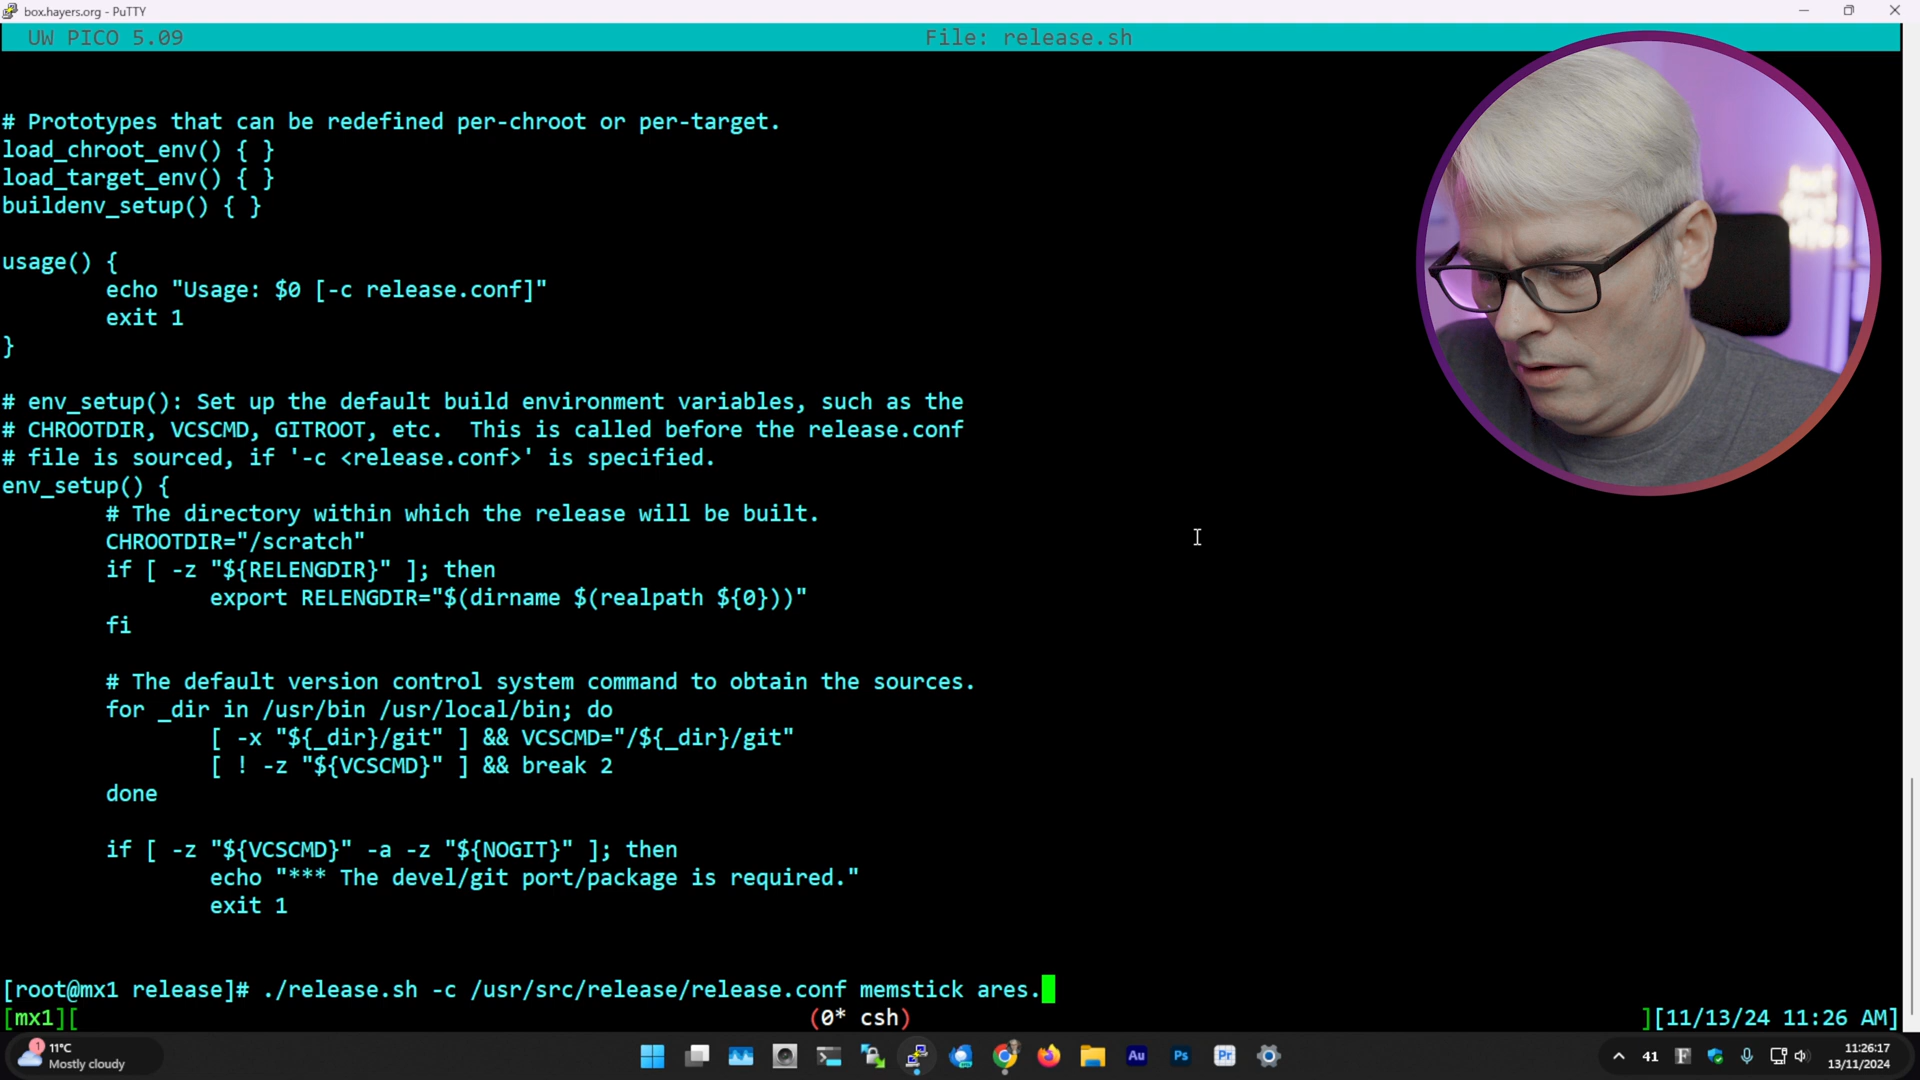 box.hayers.org - PuTTY
UW PICO 5.09
File: release.sh
# Prototypes that can be redefined per-chroot or per-target.
load_chroot_env() { }
load_target_env() { }
buildenv_setup() { }
usage() {
echo "Usage: $0 [-c release.conf]"
exit 1
}
# env_setup(): Set up the default build environment variables, such as the
# CHROOTDIR, VCSCMD, GITROOT, etc. This is called before the release.conf
# file is sourced, if '-c <release.conf>' is specified.
env_setup() {
# The directory within which the release will be built.
CHROOTDIR="/scratch"
if [ -z "${RELENGDIR}" ]; then
export RELENGDIR="$(dirname $(realpath ${0}))"
fi
# The default version control system command to obtain the sources.
for _dir in /usr/bin /usr/local/bin; do
[ -x "${_dir}/git" ] && VCSCMD="/${_dir}/git"
[ ! -z "${VCSCMD}" ] && break 2
done
if [ -z "${VCSCMD}" -a -z "${NOGIT}" ]; then
echo "*** The devel/git port/package is required."
exit 1
[root@mx1 release]# ./release.sh -c /usr/src/release/release.conf memstick ares.
[mx1][ (0* csh) ][11/13/24 11:26 AM]
1
11°C
Mostly cloudy
Au
Ps
Pr
41
11:26:17
13/11/2024